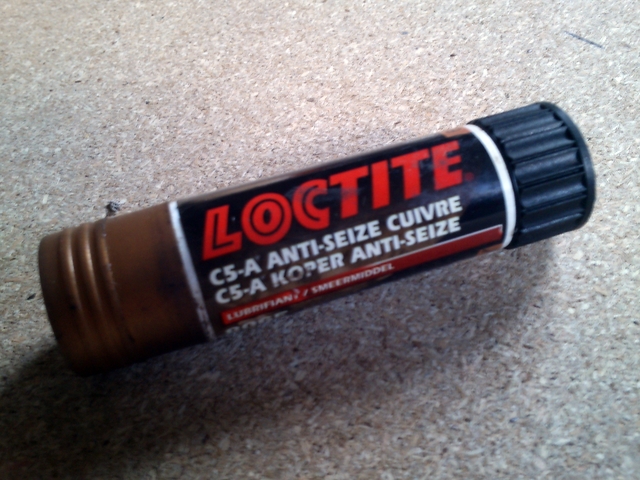 LOCTITE
C5-A ANTI-SEIZE CUIVRE
C5-A KOPER ANTI-SEIZE
LUBRIFIANT / SMEERMIDDEL